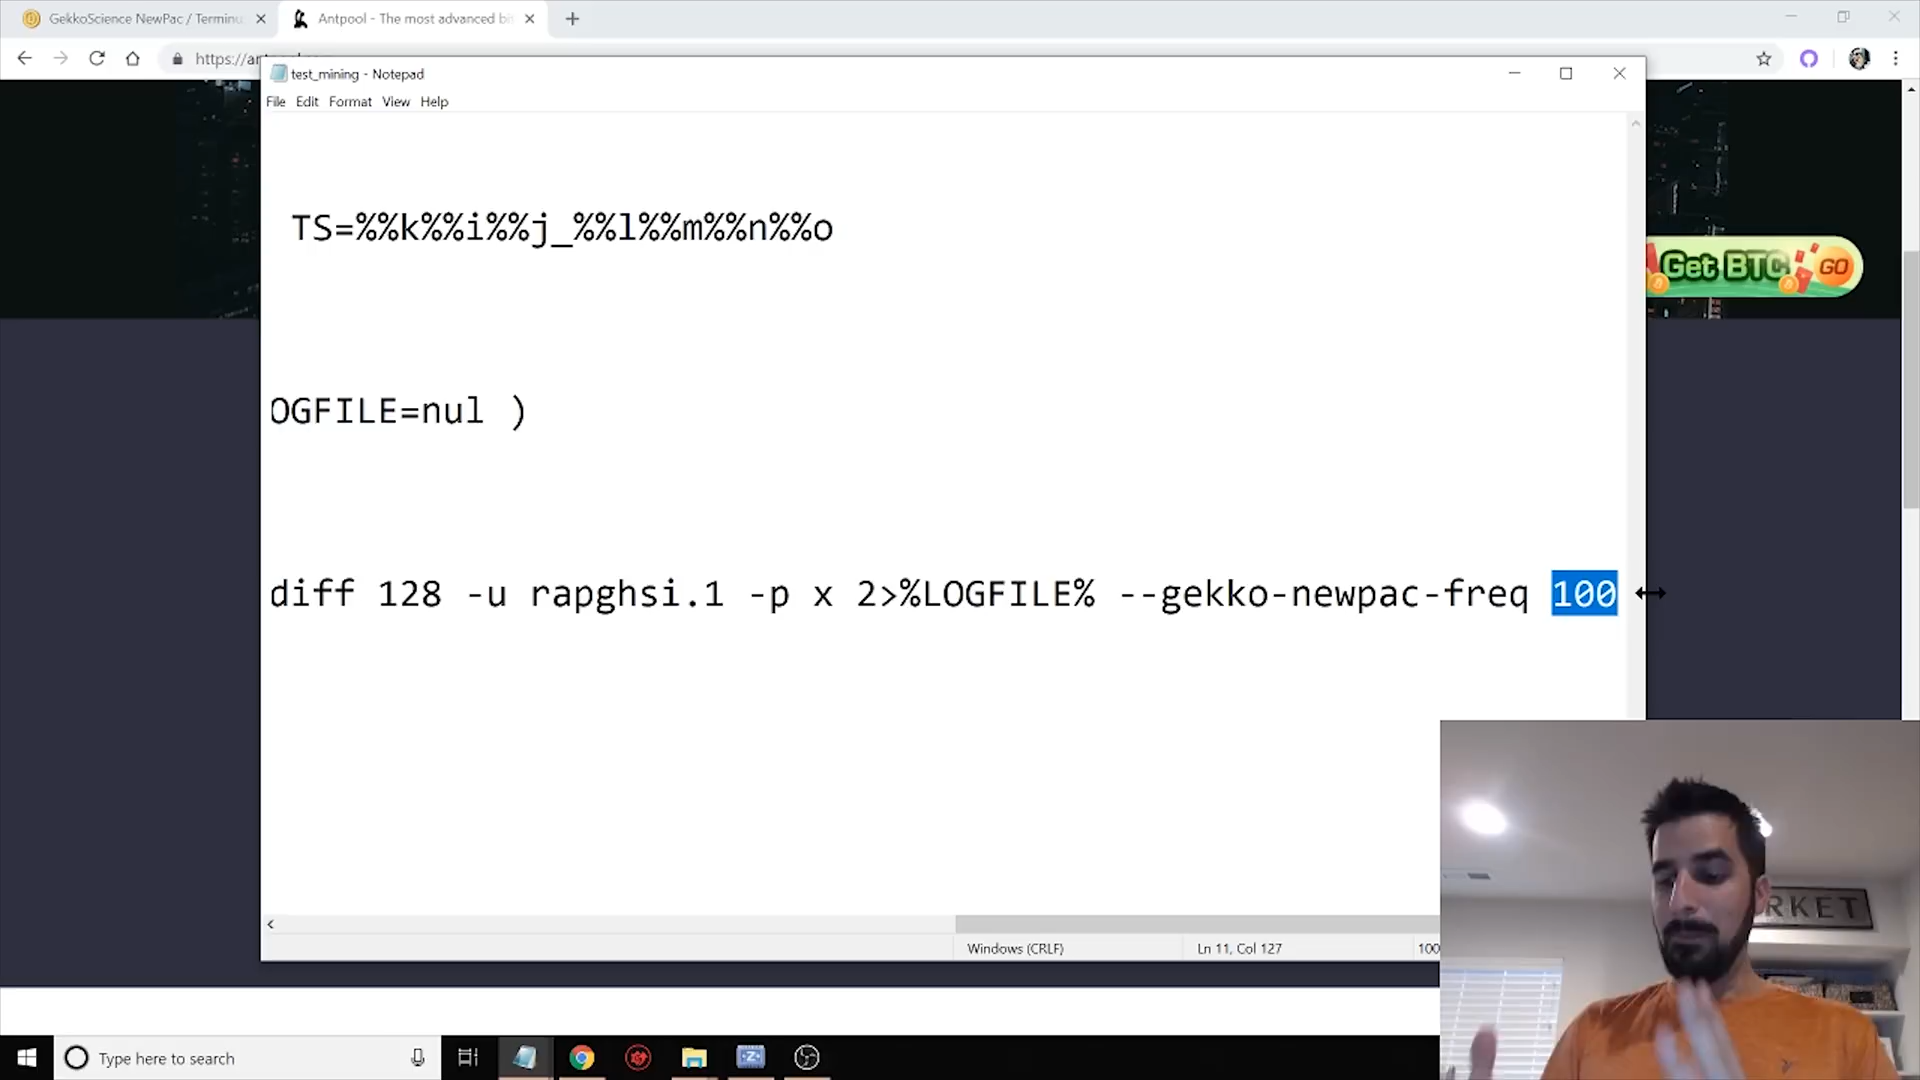 GekkoScience NewPac / Terminu
Antpool - The most advanced bi
https://an
test_mining - Notepad
File Edit Format View Help
TS=%%k%%i%%j_%%l%%m%%n%%o
OGFILE=nul )
diff 128 -u rapghsi.1 -p x 2>%LOGFILE% --gekko-newpac-freq 100
Get BTC GO
Windows (CRLF)
Ln 11, Col 127
100
RKET
Type here to search